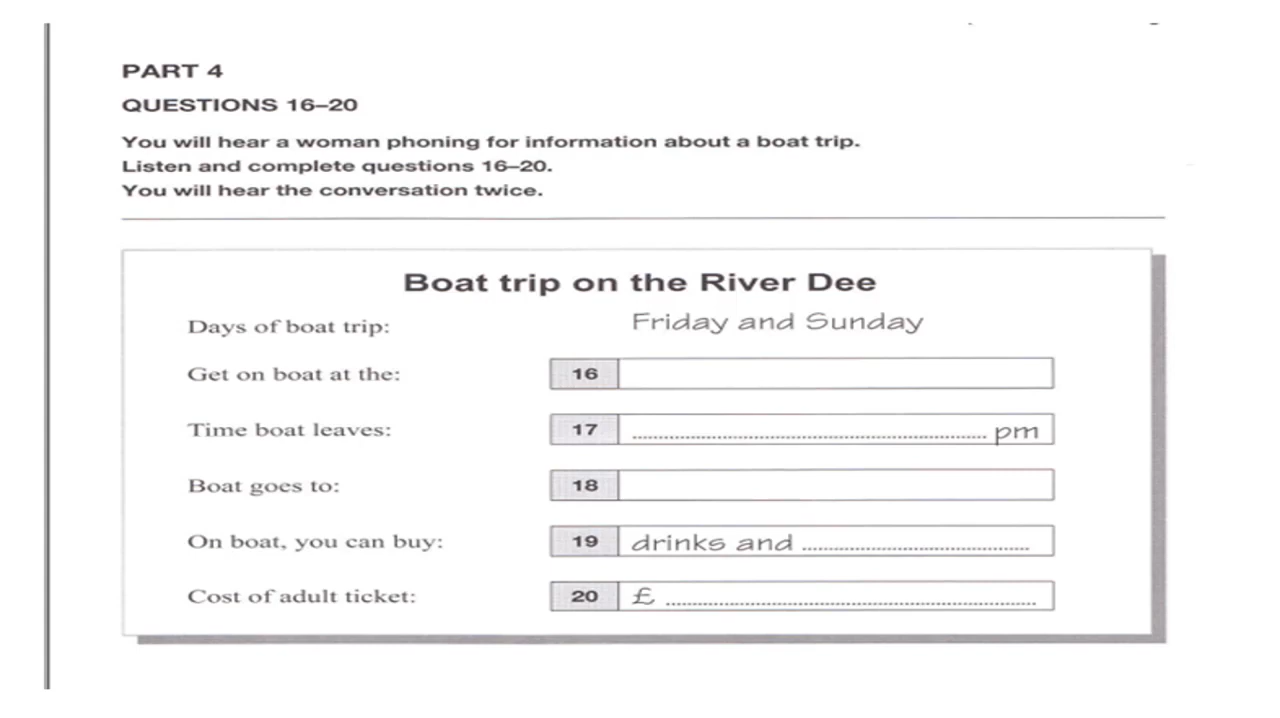 PART 4
QUESTIONS 16–20
You will hear a woman phoning for information about a boat trip.
Listen and complete questions 16–20.
You will hear the conversation twice.
Boat trip on the River Dee
Days of boat trip: Friday and Sunday
Get on boat at the: 16
Time boat leaves: 17 .......... pm
Boat goes to: 18
On boat, you can buy: 19 drinks and ..........
Cost of adult ticket: 20 £ ..........